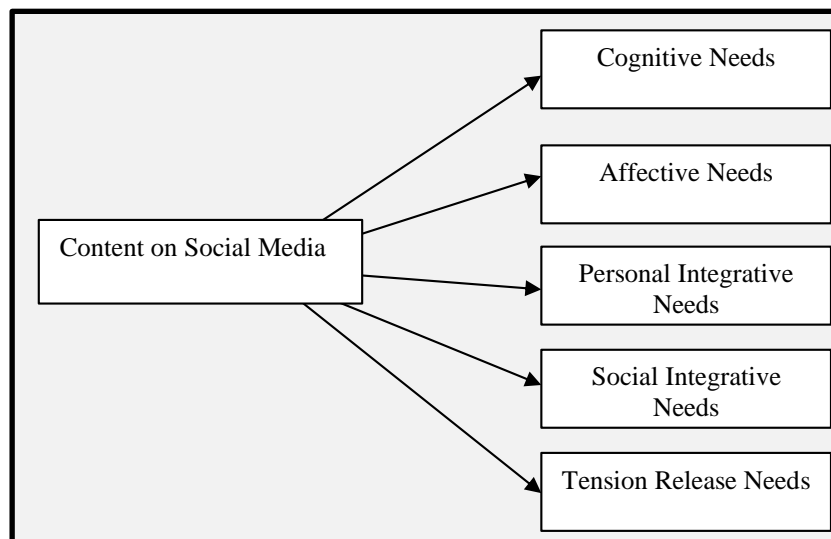 Cognitive Needs
Affective Needs
Content on Social Media
Personal Integrative
Needs
Social Integrative
Needs
Tension Release Needs